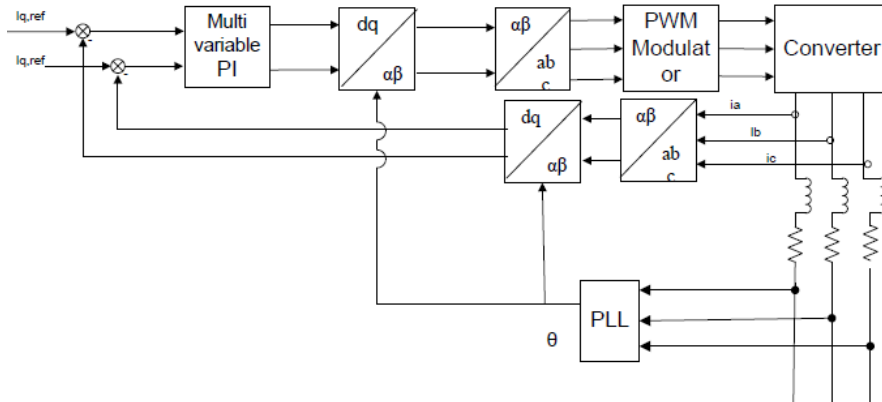 Iq,ref
Iq,ref
-
-
Multi
variable
PI
dq
αβ
αβ
ab
c
PWM
Modulat
or
Converter
dq
αβ
αβ
ab
c
ia
Ib
ic
PLL
θ